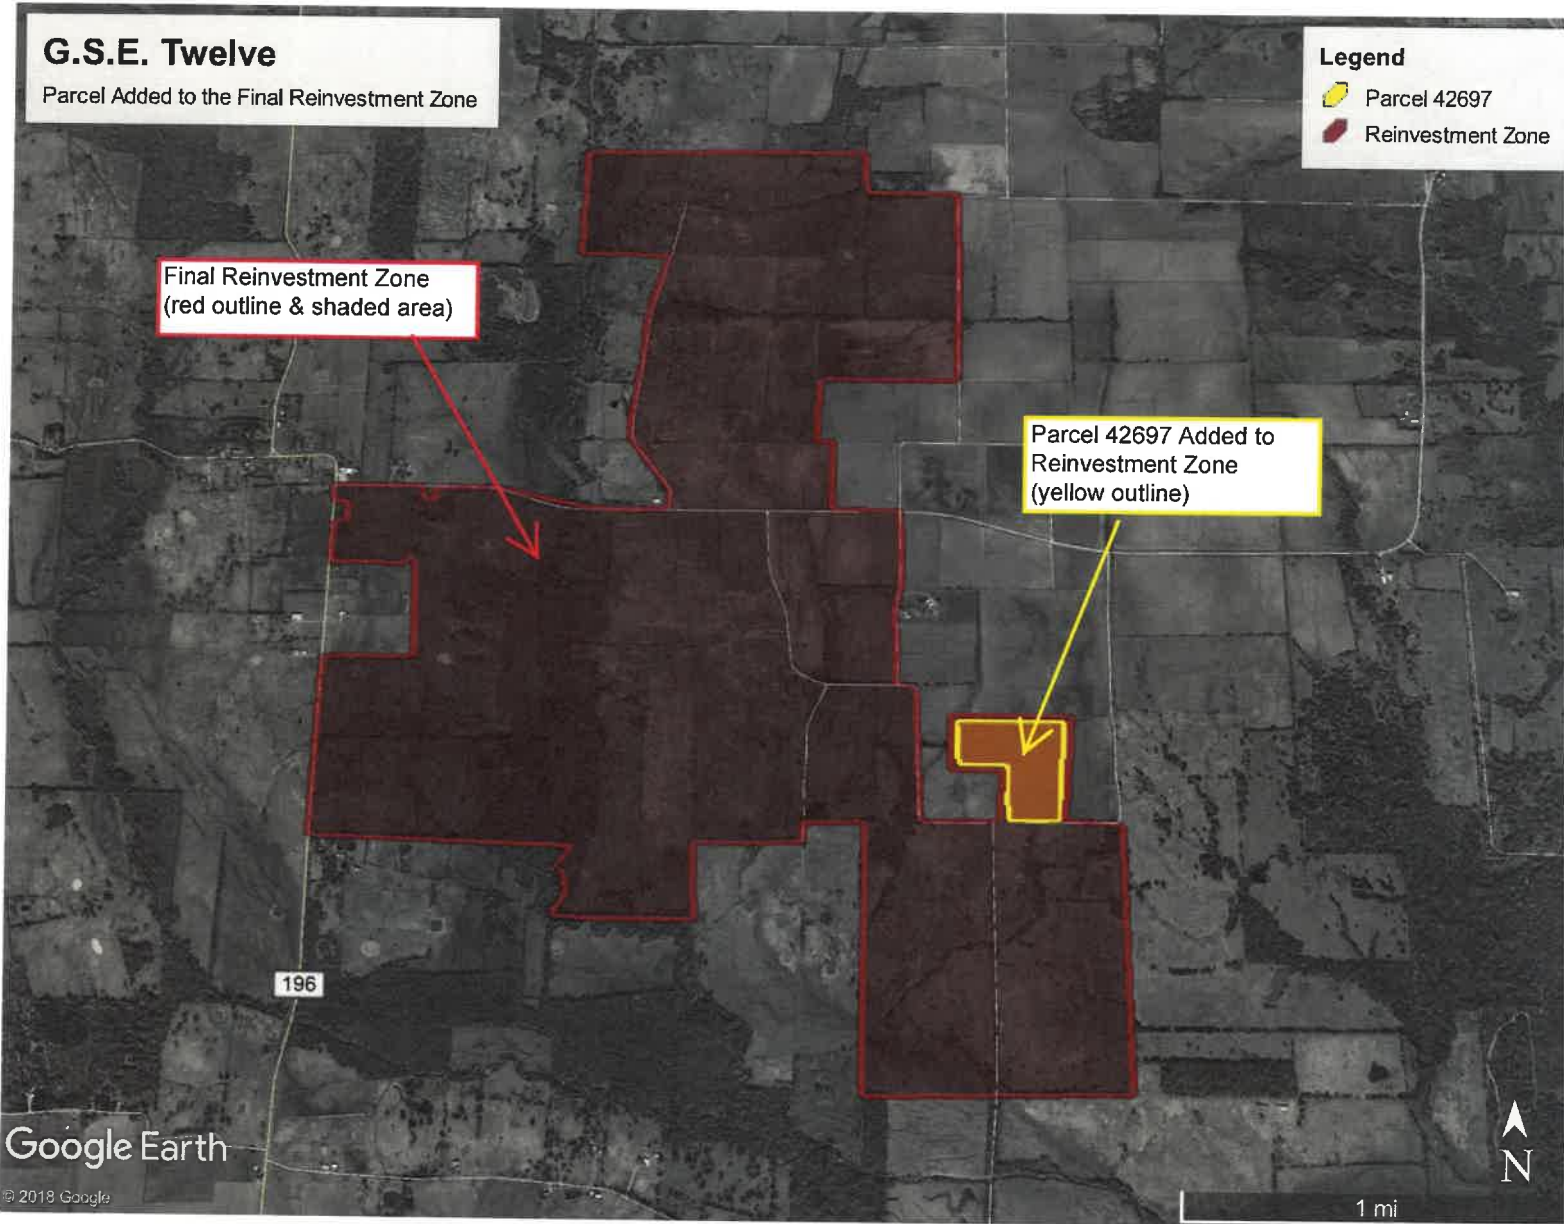 G.S.E. Twelve
Parcel Added to the Final Reinvestment Zone
Legend
Parcel 42697
Reinvestment Zone
Final Reinvestment Zone
(red outline & shaded area)
Parcel 42697 Added to
Reinvestment Zone
(yellow outline)
196
Google Earth
© 2018 Google
N
1 mi